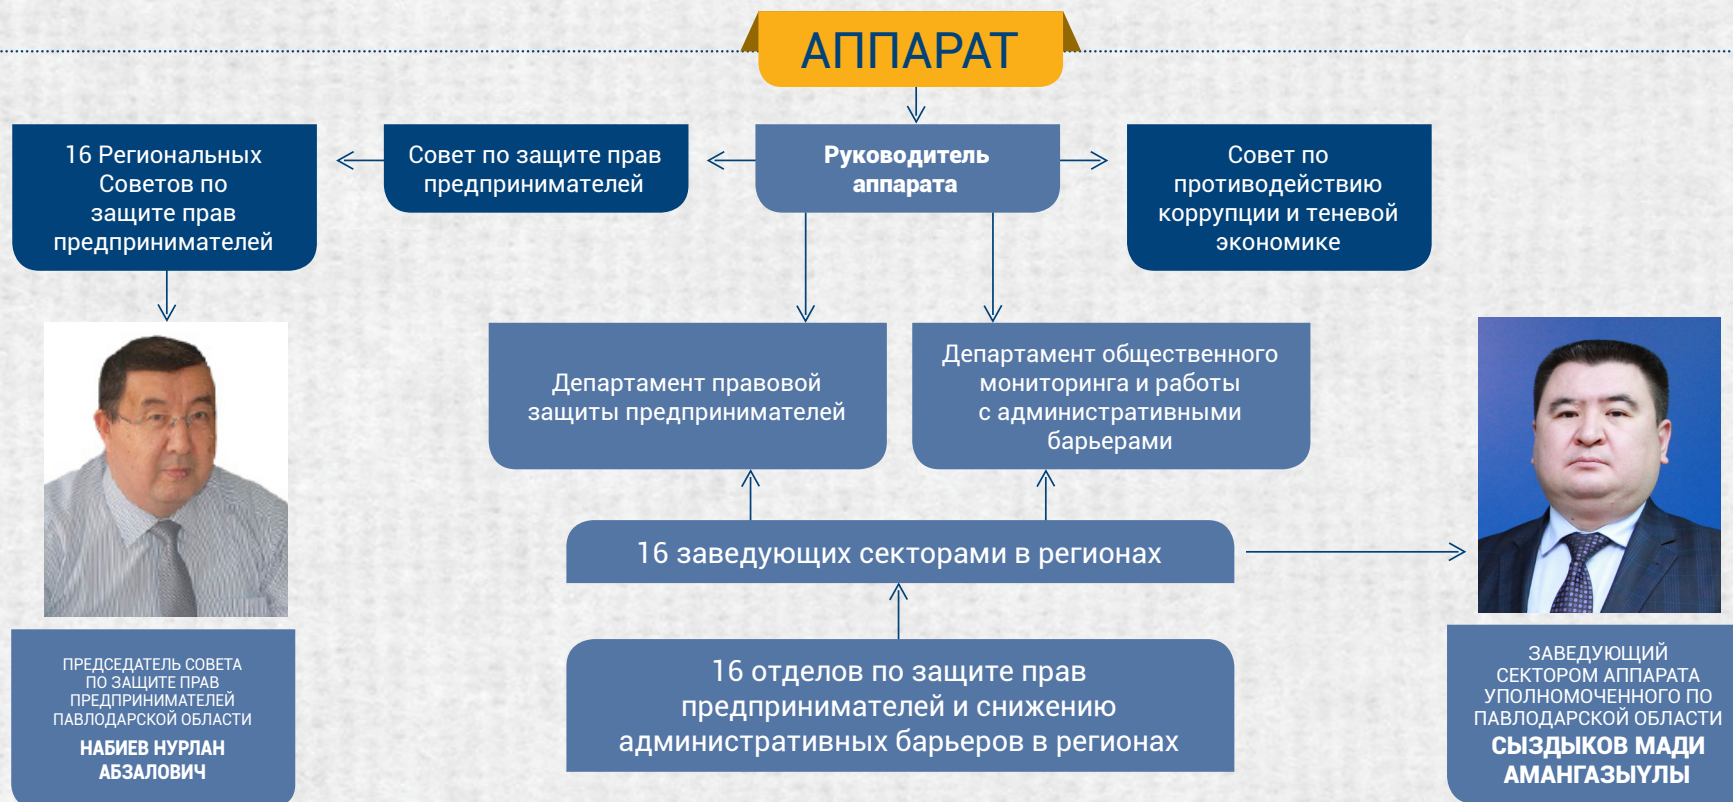 АППАРАТ
16 Региональных
Советов по
защите прав
предпринимателей
Совет по защите прав
предпринимателей
Руководитель
аппарата
Совет по
противодействию
коррупции и теневой
экономике
Департамент правовой
защиты предпринимателей
Департамент общественного
мониторинга и работы
с административными
барьерами
16 заведующих секторами в регионах
16 отделов по защите прав
предпринимателей и снижению
административных барьеров в регионах
ПРЕДСЕДАТЕЛЬ СОВЕТА
ПО ЗАЩИТЕ ПРАВ
ПРЕДПРИНИМАТЕЛЕЙ
ПАВЛОДАРСКОЙ ОБЛАСТИ
НАБИЕВ НУРЛАН
АБЗАЛОВИЧ
ЗАВЕДУЮЩИЙ
СЕКТОРОМ АППАРАТА
УПОЛНОМОЧЕННОГО ПО
ПАВЛОДАРСКОЙ ОБЛАСТИ
СЫЗДЫКОВ МАДИ
АМАНГАЗЫУЛЫ